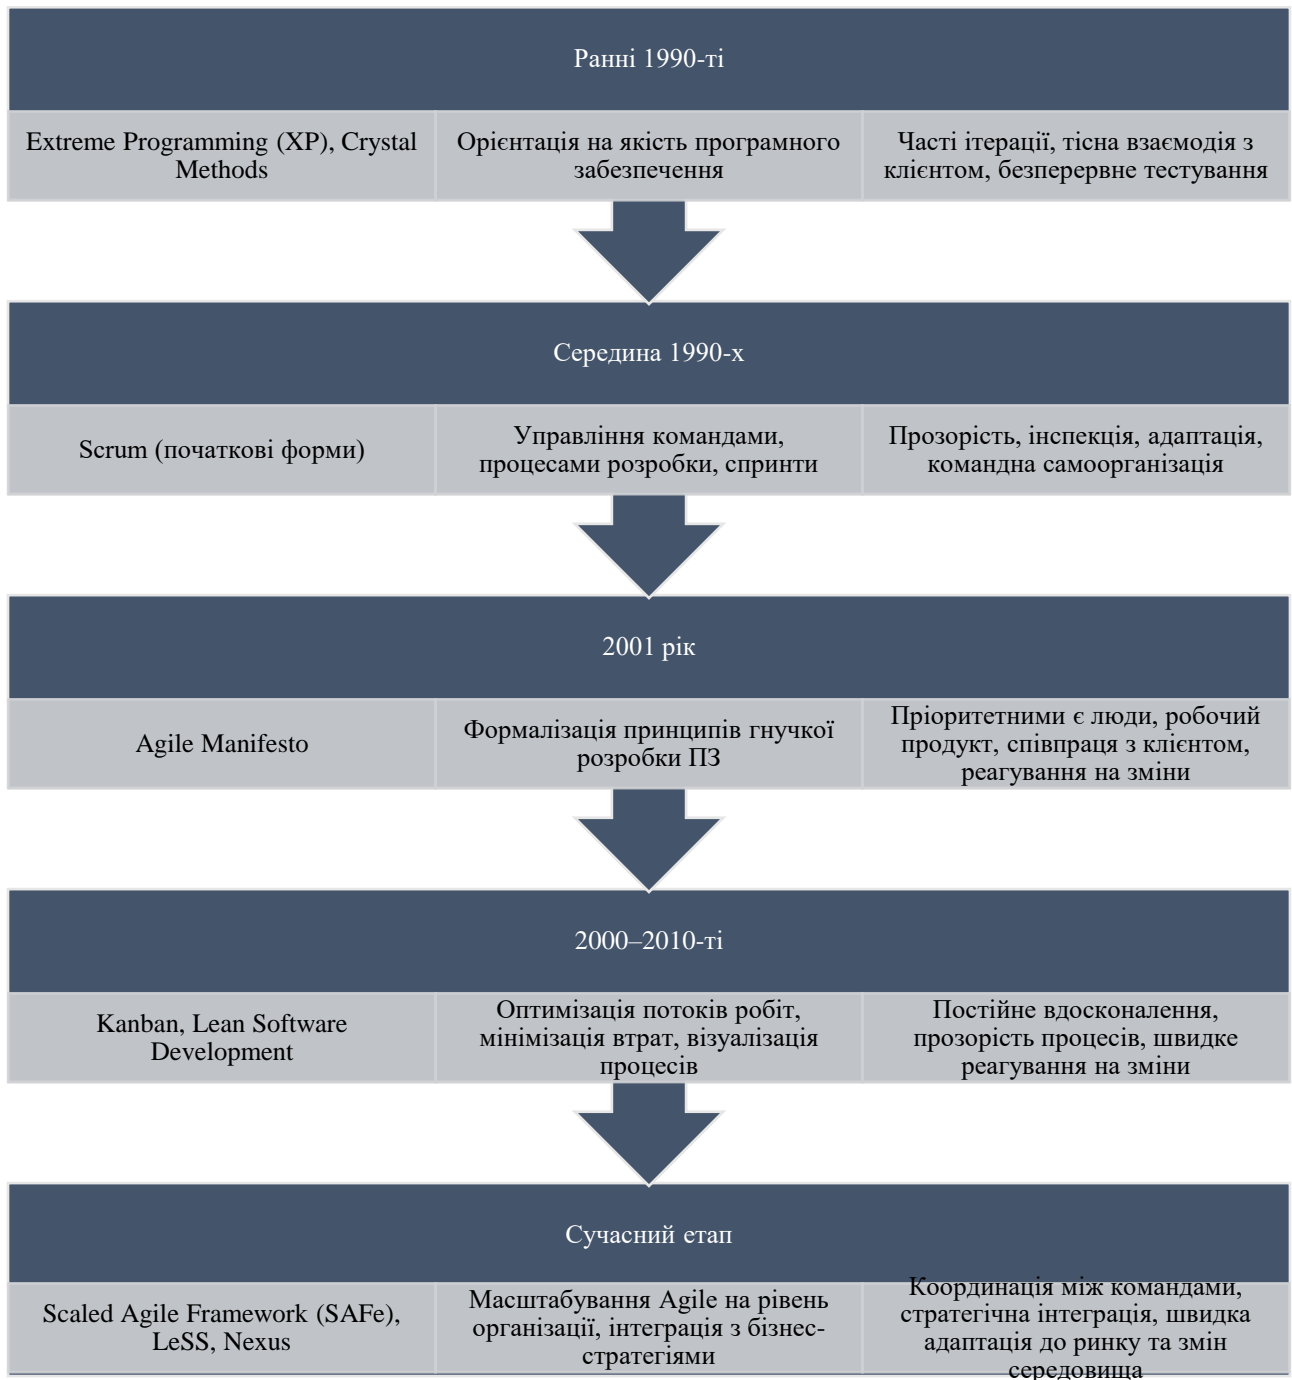 Ранні 1990-ті
Extreme Programming (XP), Crystal
Methods
Орієнтація на якість програмного
забезпечення
Часті ітерації, тісна взаємодія з
клієнтом, безперервне тестування
Середина 1990-х
Scrum (початкові форми)
Управління командами,
процесами розробки, спринти
Прозорість, інспекція, адаптація,
командна самоорганізація
2001 рік
Agile Manifesto
Формалізація принципів гнучкої
розробки ПЗ
Пріоритетними є люди, робочий
продукт, співпраця з клієнтом,
реагування на зміни
2000–2010-ті
Kanban, Lean Software
Development
Оптимізація потоків робіт,
мінімізація втрат, візуалізація
процесів
Постійне вдосконалення,
прозорість процесів, швидке
реагування на зміни
Сучасний етап
Scaled Agile Framework (SAFe),
LeSS, Nexus
Масштабування Agile на рівень
організації, інтеграція з бізнес-
стратегіями
Координація між командами,
стратегічна інтеграція, швидка
адаптація до ринку та змін
середовища